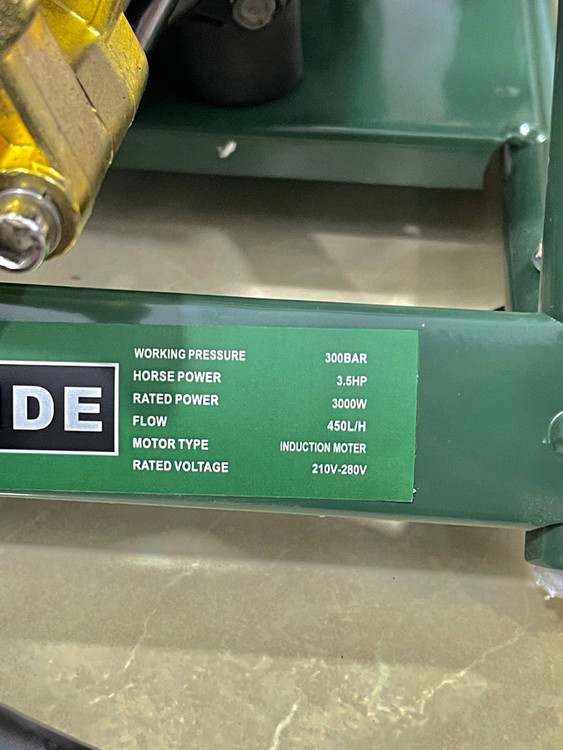 DE
WORKING PRESSURE 300BAR
HORSE POWER 3.5HP
RATED POWER 3000W
FLOW 450L/H
MOTOR TYPE INDUCTION MOTER
RATED VOLTAGE 210V-280V